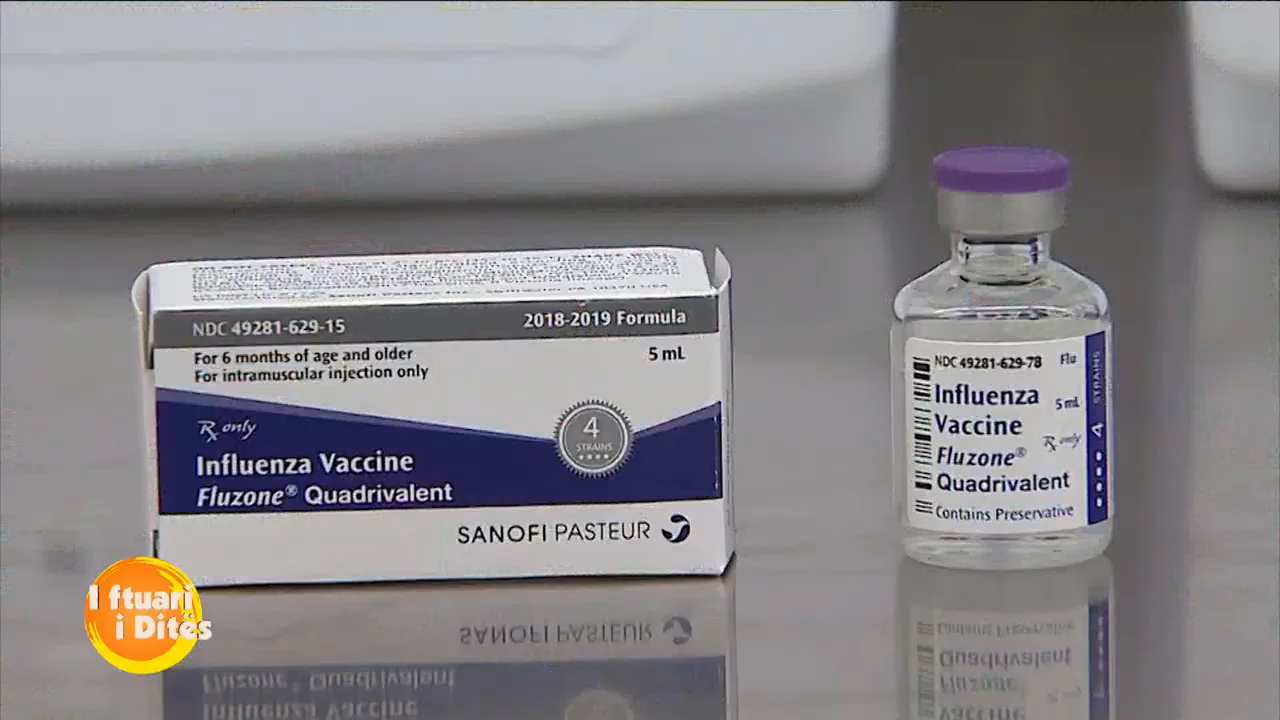 NDC 49281-629-15
2018-2019 Formula
For 6 months of age and older
For intramuscular injection only
5 mL
Rx only
4
STRAINS
Influenza Vaccine
Fluzone® Quadrivalent
SANOFI PASTEUR
NDC 49281-629-78
Flu
Influenza
5 mL
Vaccine
Rx only
Fluzone®
Quadrivalent
Contains Preservative
4 STRAINS
I ftuari
i Ditës